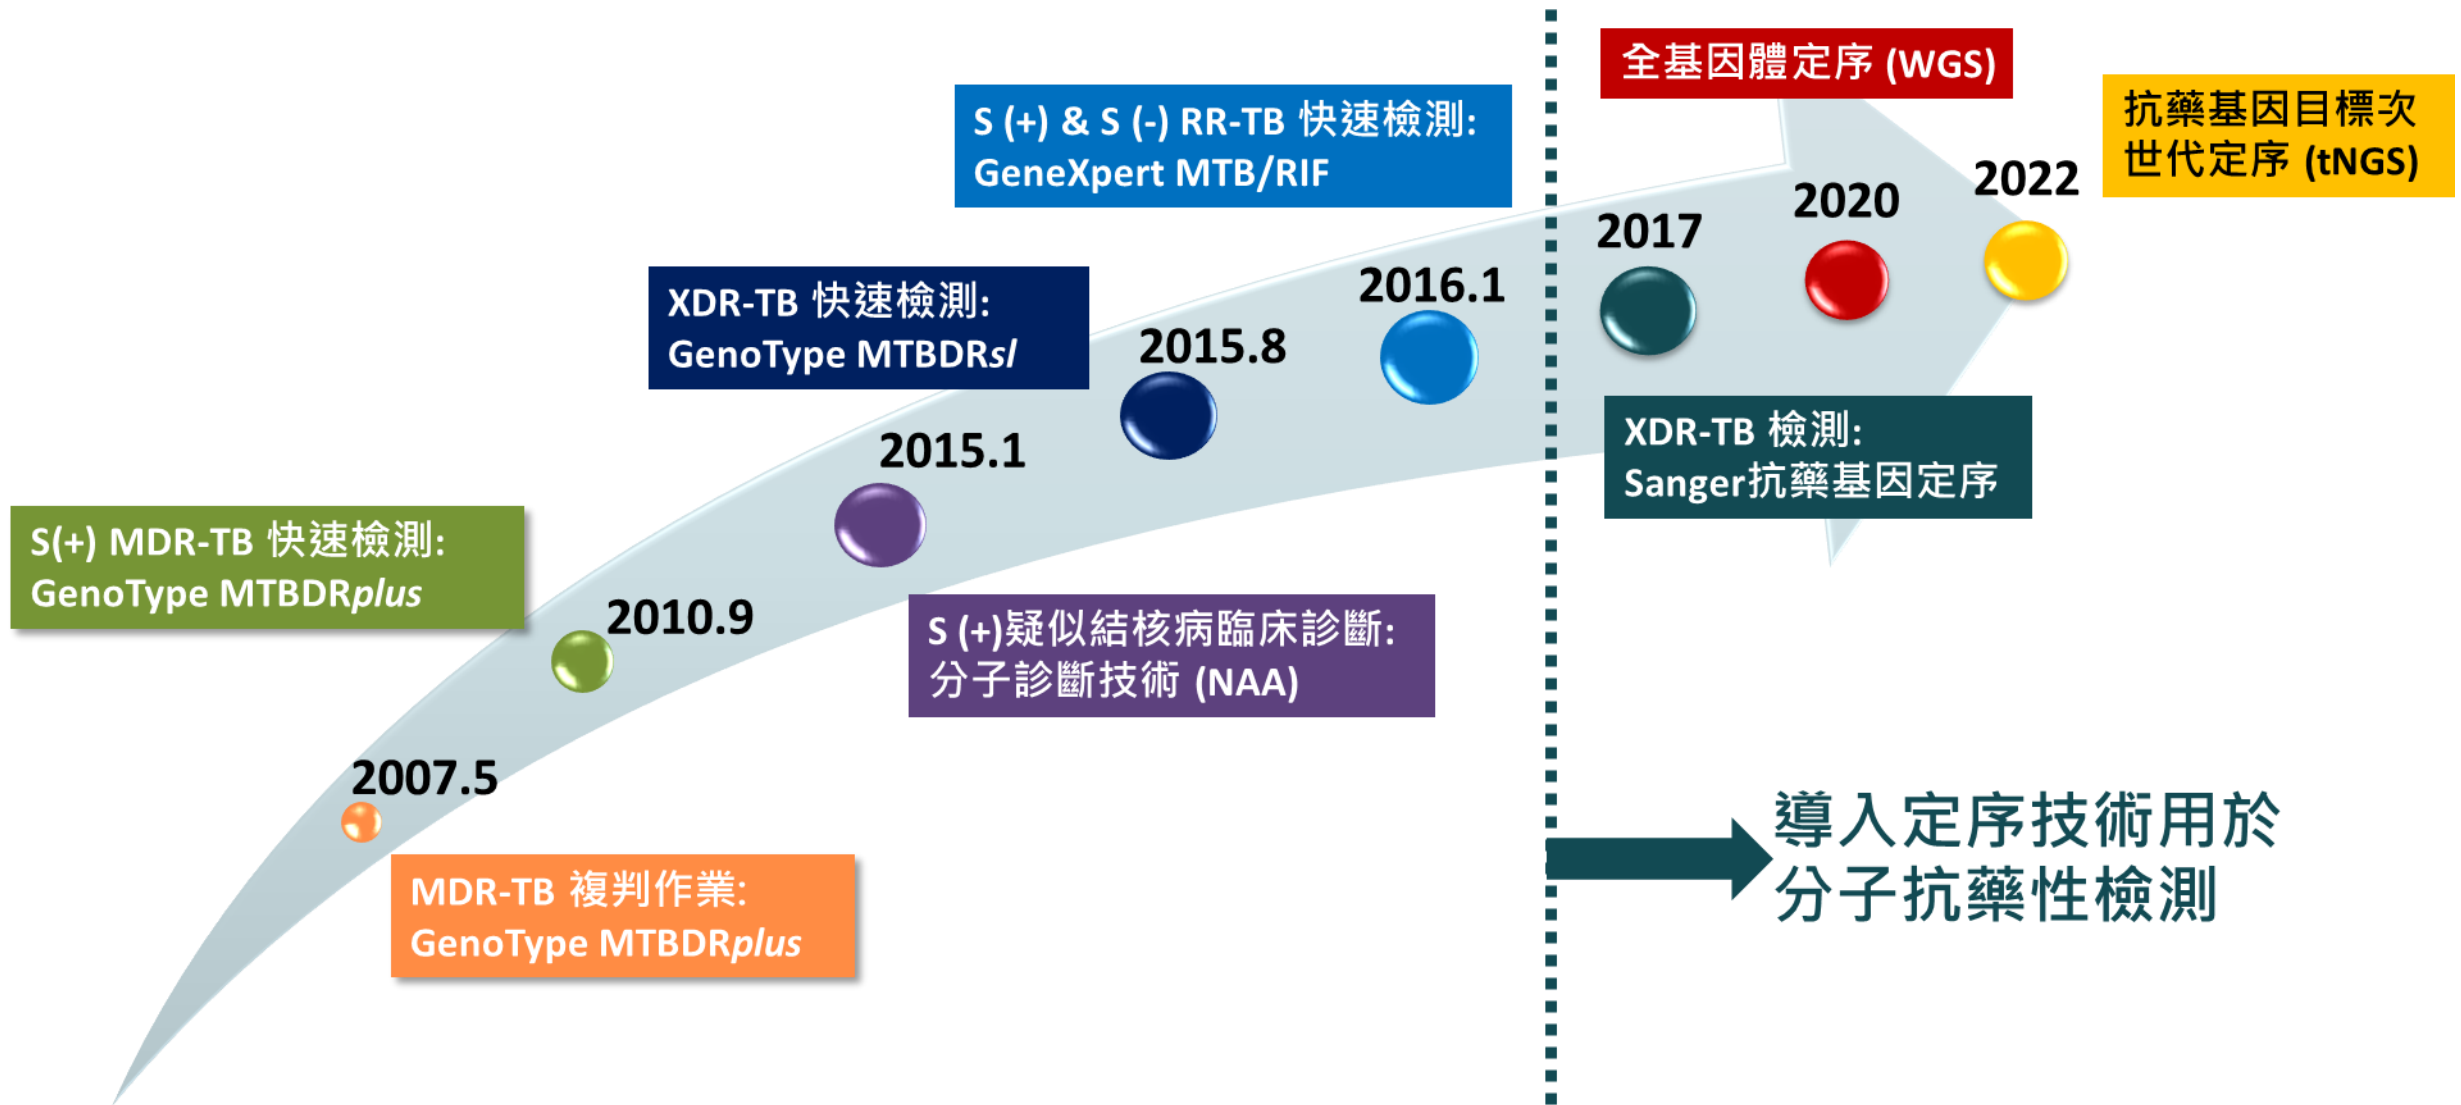 全基因體定序 (WGS)
抗藥基因目標次
世代定序 (tNGS)
S (+) & S (-) RR-TB 快速檢測:
GeneXpert MTB/RIF
2022
2020
2017
XDR-TB 快速檢測:
GenoType MTBDRsl
2016.1
2015.8
XDR-TB 檢測:
Sanger抗藥基因定序
2015.1
S(+) MDR-TB 快速檢測:
GenoType MTBDRplus
2010.9
S (+)疑似結核病臨床診斷:
分子診斷技術 (NAA)
2007.5
MDR-TB 複判作業:
GenoType MTBDRplus
導入定序技術用於
分子抗藥性檢測